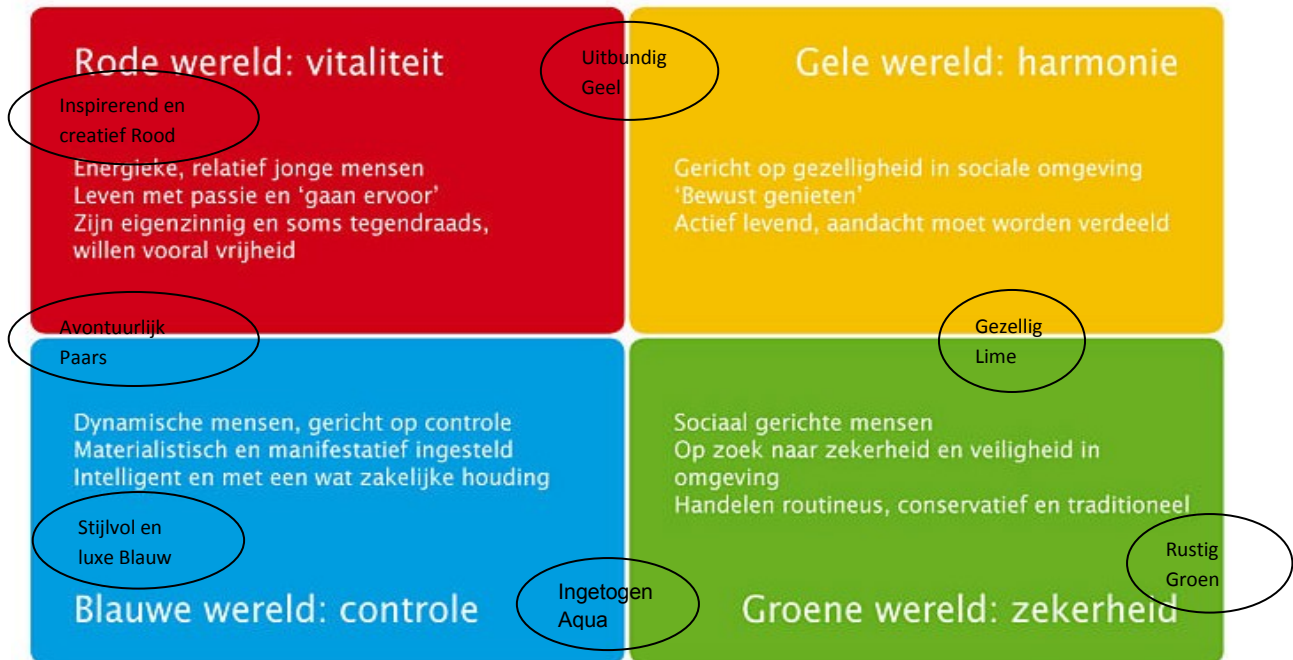 Rode wereld: vitaliteit
Inspirerend en
creatief Rood
Energieke, relatief jonge mensen
Leven met passie en ‘gaan ervoor’
Zijn eigenzinnig en soms tegendraads,
willen vooral vrijheid
Uitbundig
Geel
Gele wereld: harmonie
Gericht op gezelligheid in sociale omgeving
‘Bewust genieten’
Actief levend, aandacht moet worden verdeeld
Avontuurlijk
Paars
Gezellig
Lime
Dynamische mensen, gericht op controle
Materialistisch en manifestatief ingesteld
Intelligent en met een wat zakelijke houding
Stijlvol en
luxe Blauw
Blauwe wereld: controle
Ingetogen
Aqua
Sociaal gerichte mensen
Op zoek naar zekerheid en veiligheid in
omgeving
Handelen routineus, conservatief en traditioneel
Rustig
Groen
Groene wereld: zekerheid